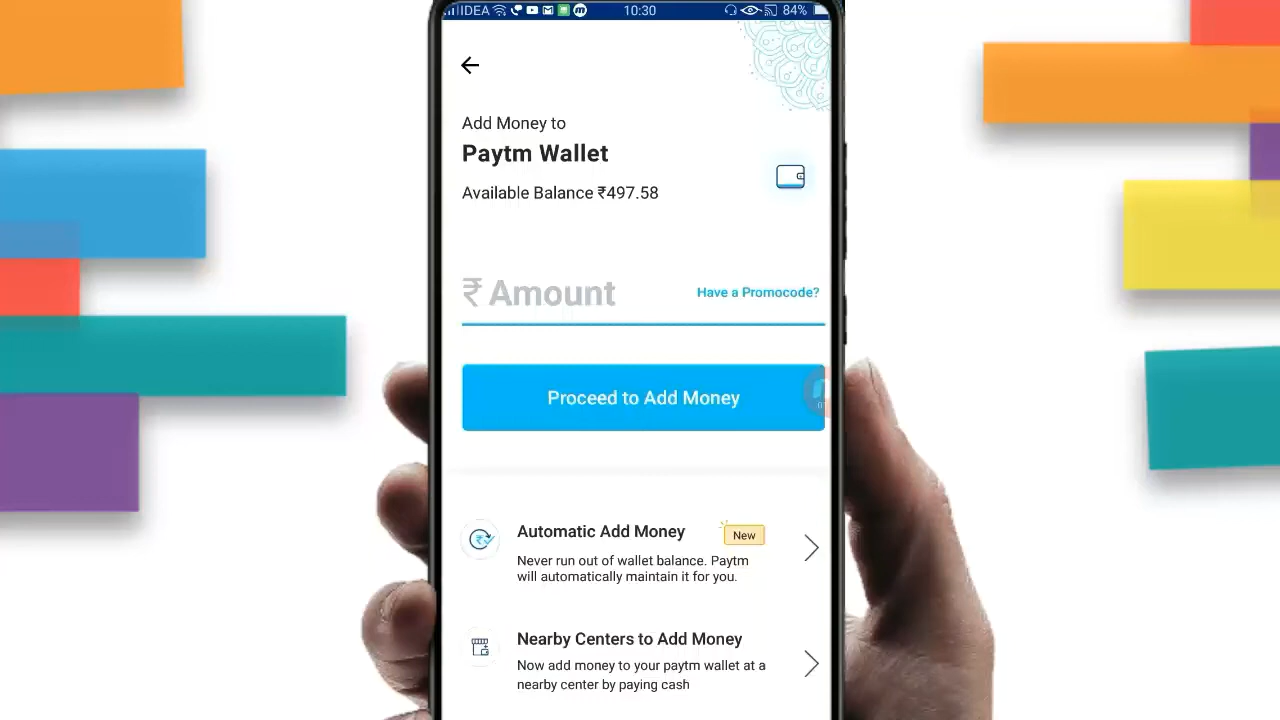 IDEA 10:30 84%
Add Money to
Paytm Wallet
Available Balance ₹497.58
₹ Amount Have a Promocode?
Proceed to Add Money
Automatic Add Money New
Never run out of wallet balance. Paytm
will automatically maintain it for you.
Nearby Centers to Add Money
Now add money to your paytm wallet at a
nearby center by paying cash